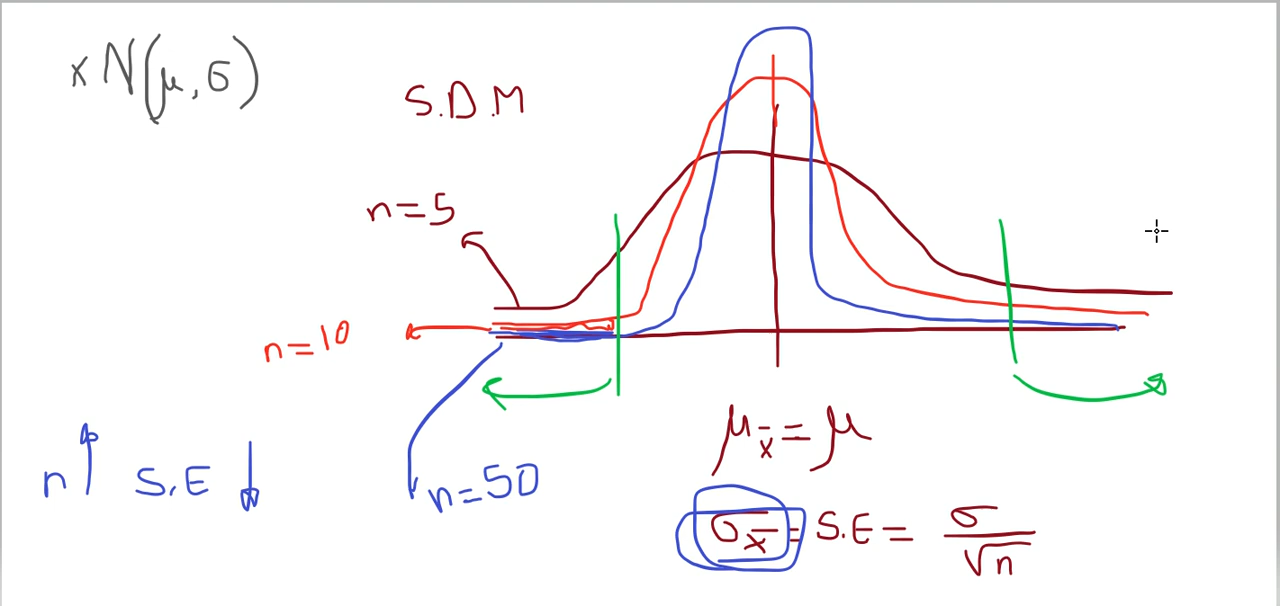 x N(μ, σ)
S.D.M
n=5
n=10
n↑ S.E ↓
n=50
μx̄ = μ
σx̄ = S.E = σ/√n